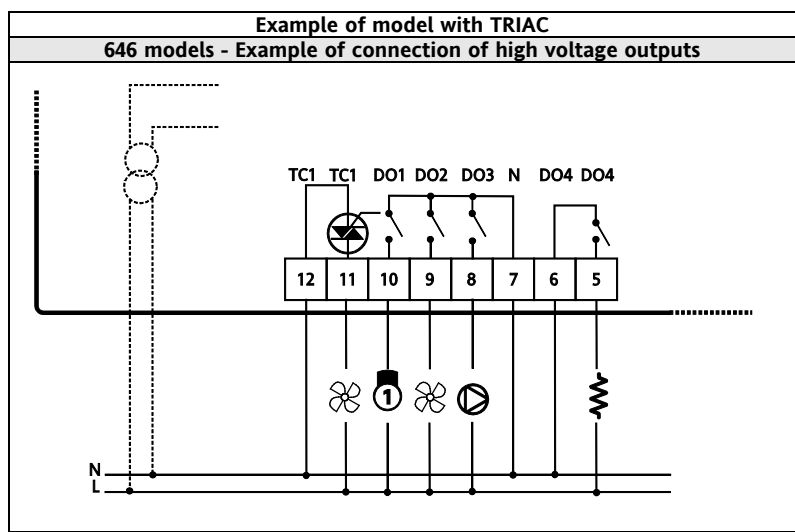 Example of model with TRIAC
646 models - Example of connection of high voltage outputs
TC1 TC1 DO1 DO2 DO3 N DO4 DO4
12 11 10 9 8 7 6 5
1
N
L